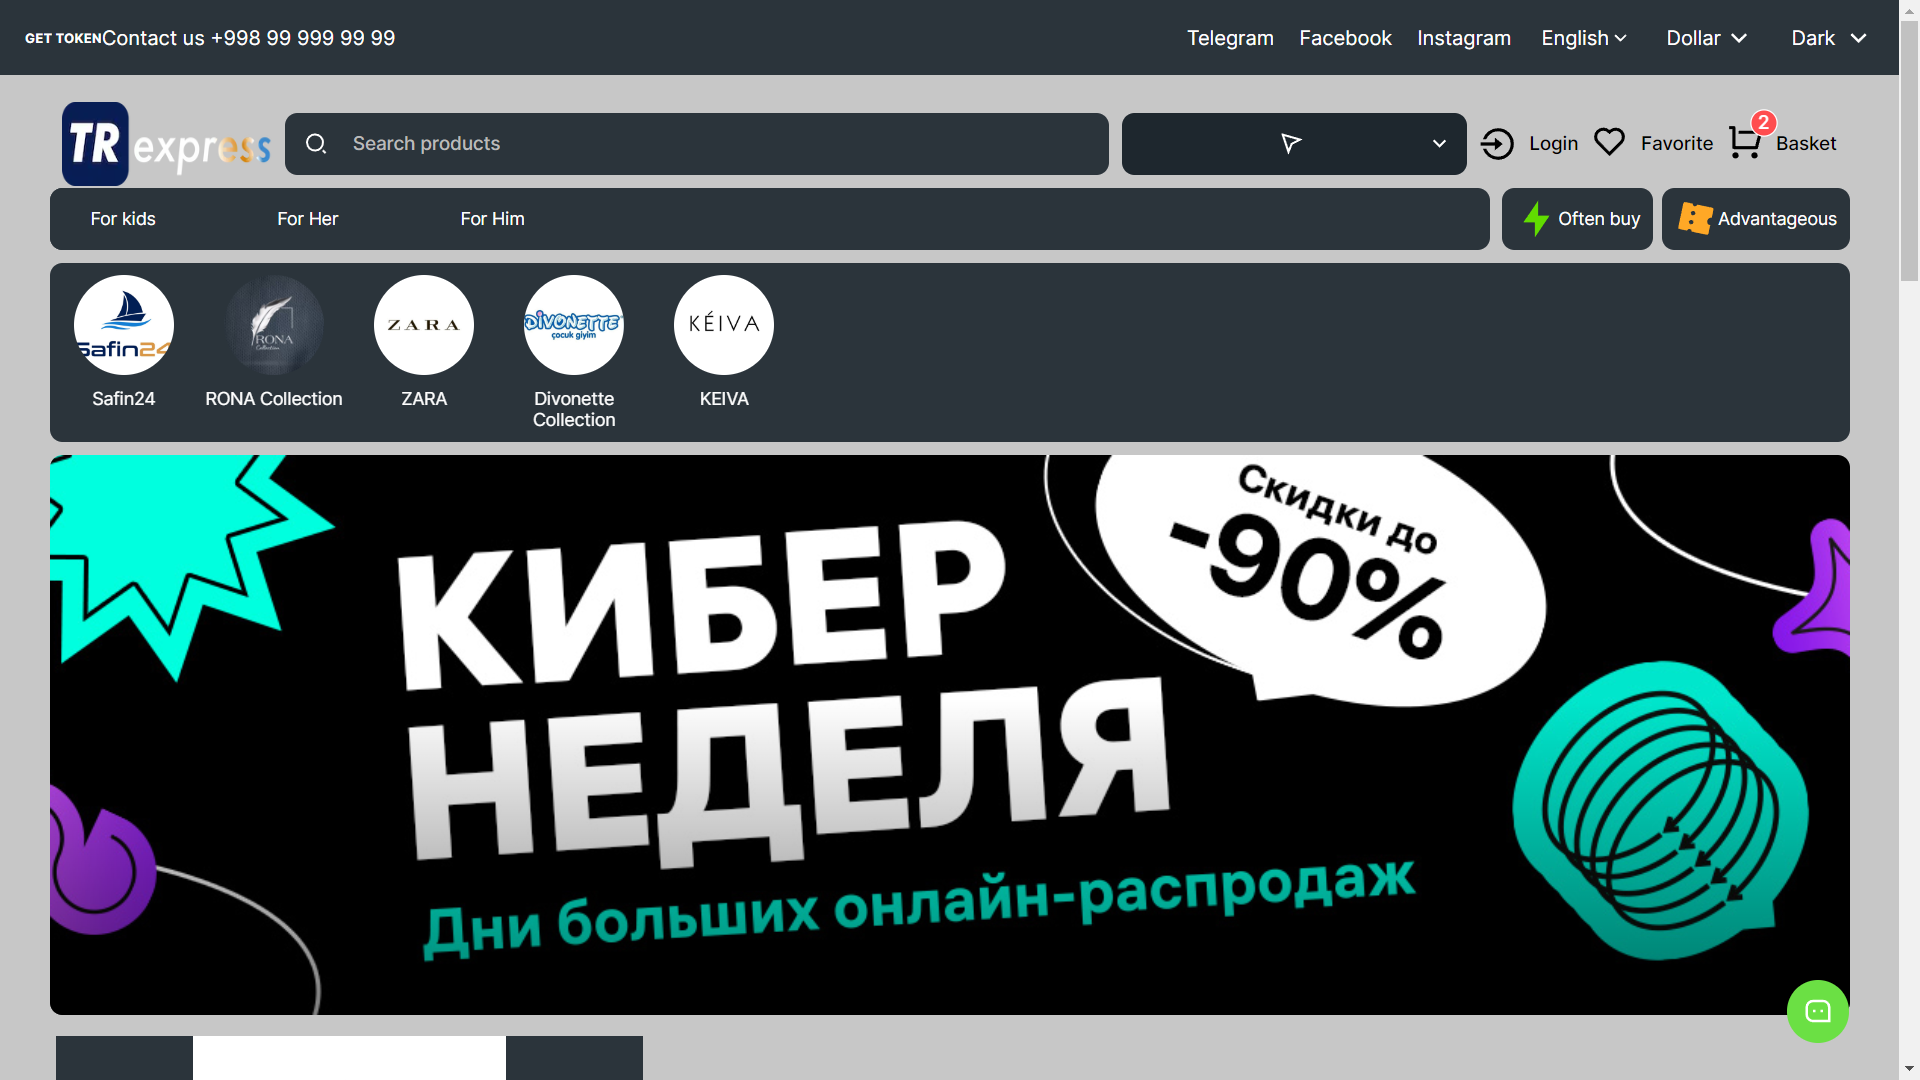 GET TOKEN Contact us +998 99 999 99 99
Telegram Facebook Instagram English Dollar Dark
TR express
Search products
Login Favorite 2 Basket
For kids For Her For Him Often buy Advantageous
Safin24
RONA
Collection
ZARA
DiVONETTE
çocuk giyim
KÉIVA
Safin24
RONA Collection
ZARA
Divonette
Collection
KEIVA
Скидки до
-90%
КИБЕР
НЕДЕЛЯ
Дни больших онлайн-распродаж